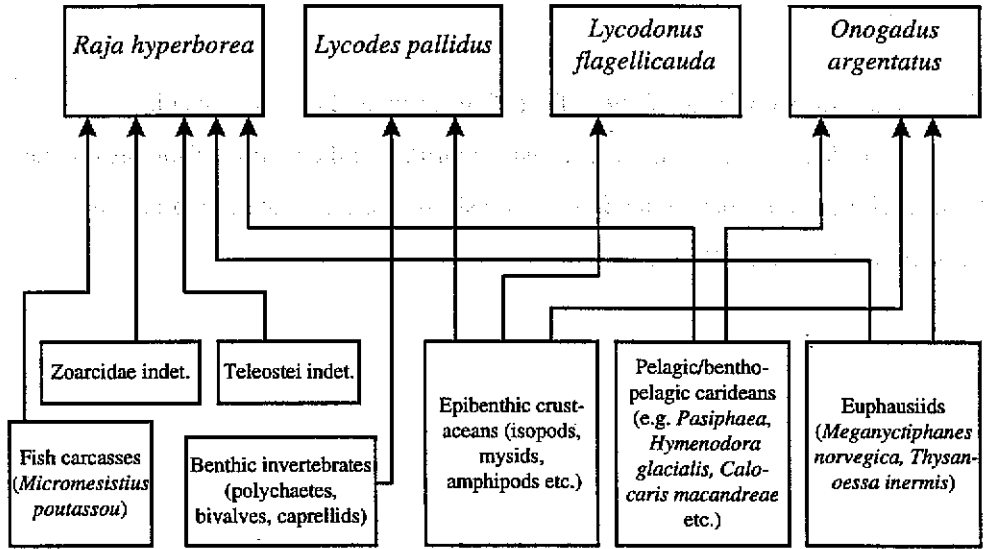 Raja hyperborea
Lycodes pallidus
Lycodonus
flagellicauda
Onogadus
argentatus
Zoarcidae indet.
Teleostei indet.
Fish carcasses
(Micromesistius
poutassou)
Benthic invertebrates
(polychaetes,
bivalves, caprellids)
Epibenthic crust-
aceans (isopods,
mysids,
amphipods etc.)
Pelagic/bentho-
pelagic carideans
(e.g. Pasiphaea,
Hymenodora
glacialis, Calo-
caris macandreae
etc.)
Euphausiids
(Meganyctiphanes
norvegica, Thysan-
oessa inermis)